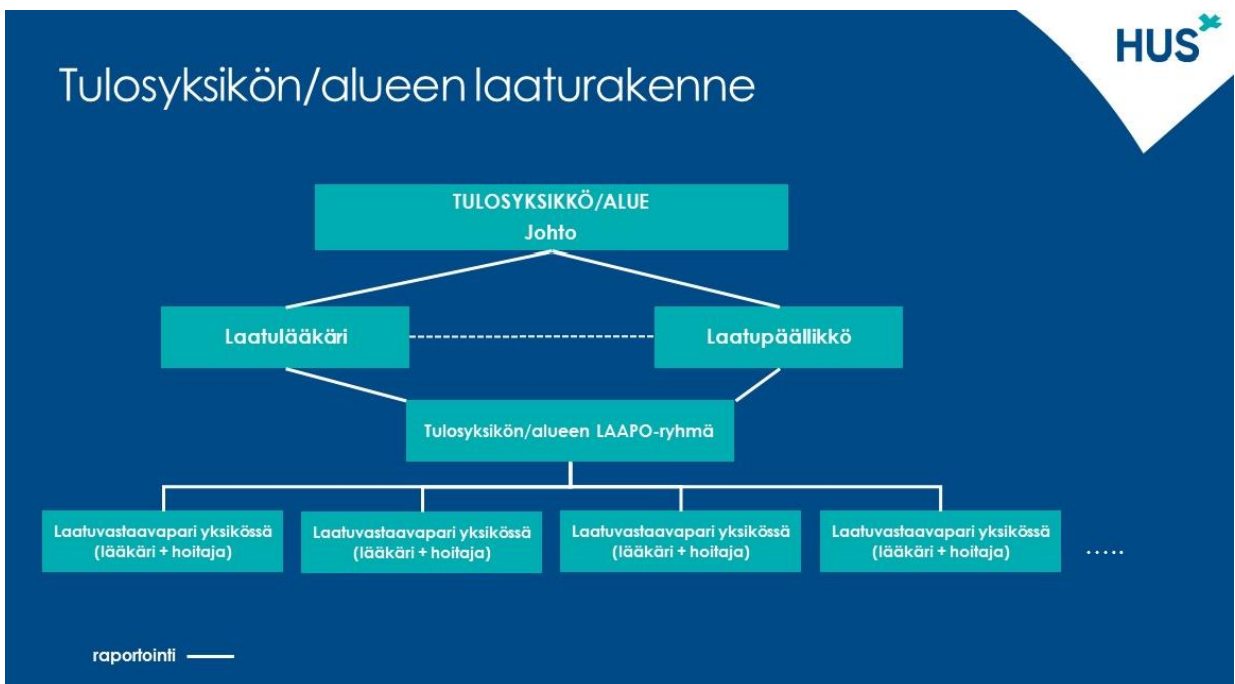 HUS
Tulosyksikön/alueen laaturakenne
TULOSYKSIKKÖ/ALUE
Johto
Laatulääkäri
Laatupäällikkö
Tulosyksikön/alueen LAAPO-ryhmä
Laatuvastaavapari yksikössä
(lääkäri + hoitaja)
Laatuvastaavapari yksikössä
(lääkäri + hoitaja)
Laatuvastaavapari yksikössä
(lääkäri + hoitaja)
Laatuvastaavapari yksikössä
(lääkäri + hoitaja)
.....
raportointi